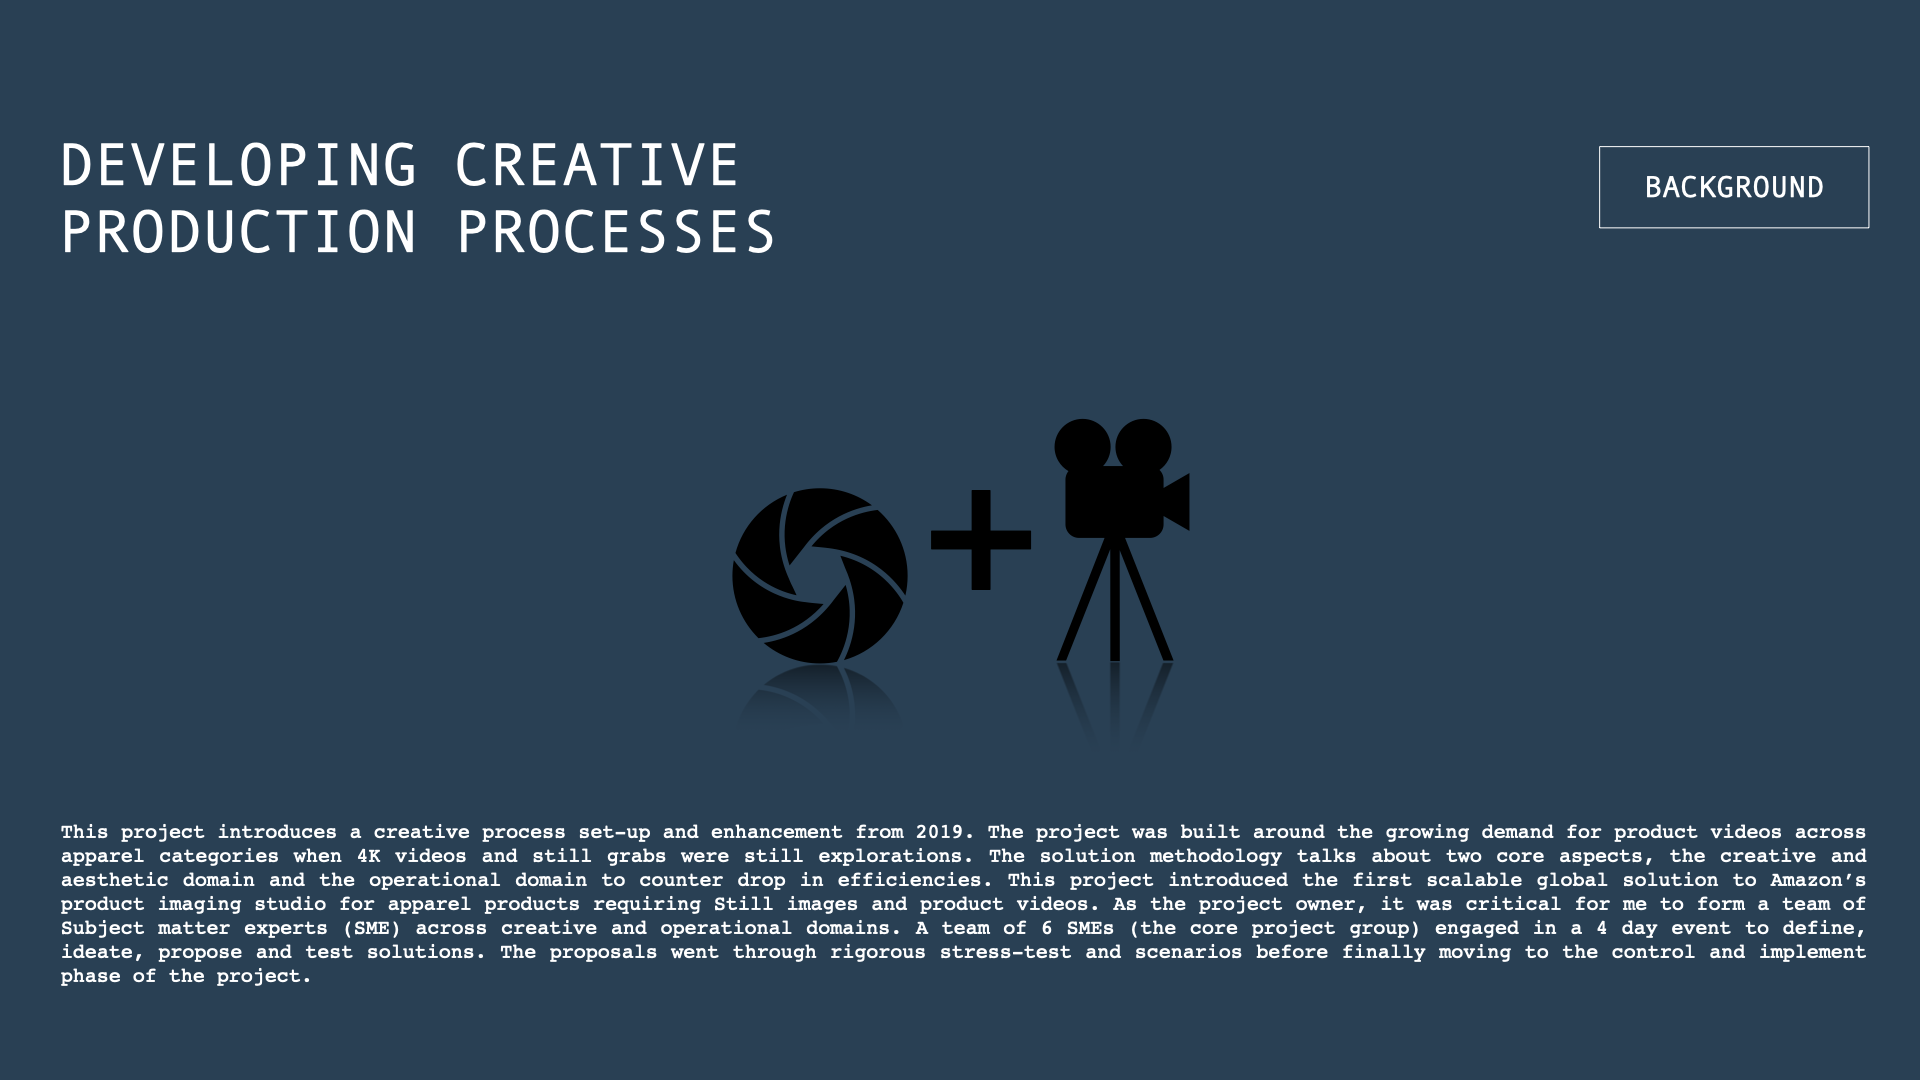 DEVELOPING CREATIVE
PRODUCTION PROCESSES
BACKGROUND
This project introduces a creative process set-up and enhancement from 2019. The project was built around the growing demand for product videos across
apparel categories when 4K videos and still grabs were still explorations. The solution methodology talks about two core aspects, the creative and
aesthetic domain and the operational domain to counter drop in efficiencies. This project introduced the first scalable global solution to Amazon’s
product imaging studio for apparel products requiring Still images and product videos. As the project owner, it was critical for me to form a team of
Subject matter experts (SME) across creative and operational domains. A team of 6 SMEs (the core project group) engaged in a 4 day event to define,
ideate, propose and test solutions. The proposals went through rigorous stress-test and scenarios before finally moving to the control and implement
phase of the project.